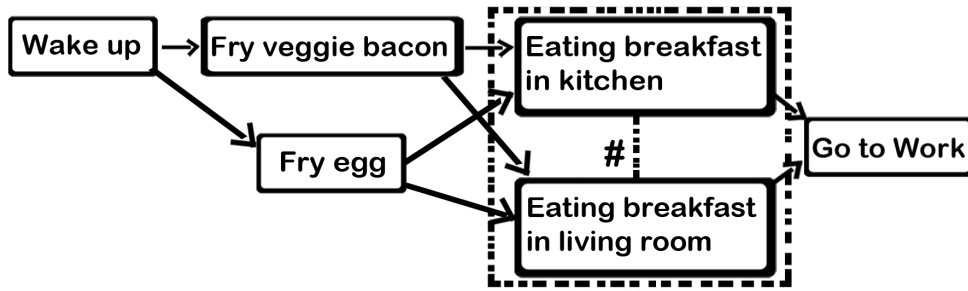 Wake up
Fry veggie bacon
Eating breakfast
in kitchen
Fry egg
#
Go to Work
Eating breakfast
in living room